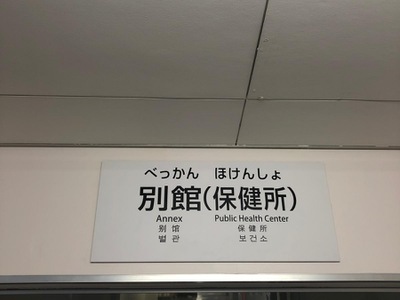 べっかん ほけんしょ
別館(保健所)
Annex Public Health Center
别馆 保健所
별관 보건소